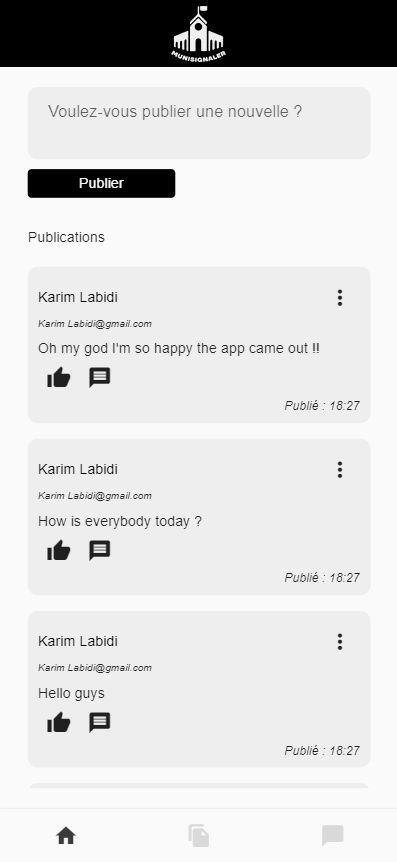 MUNISIGNALER
Voulez-vous publier une nouvelle ?
Publier
Publications
Karim Labidi
Karim Labidi@gmail.com
Oh my god I'm so happy the app came out !!
Publié : 18:27
Karim Labidi
Karim Labidi@gmail.com
How is everybody today ?
Publié : 18:27
Karim Labidi
Karim Labidi@gmail.com
Hello guys
Publié : 18:27